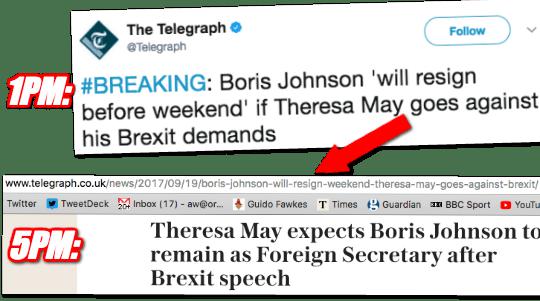 The Telegraph
@Telegraph
Follow
1PM:
#BREAKING: Boris Johnson 'will resign
before weekend' if Theresa May goes against
his Brexit demands
www.telegraph.co.uk/news/2017/09/19/boris-johnson-will-resign-weekend-theresa-may-goes-against-brexit/
Twitter TweetDeck Inbox (17) - aw@or... Guido Fawkes Times Guardian BBC Sport YouTu
5PM:
Theresa May expects Boris Johnson to
remain as Foreign Secretary after
Brexit speech